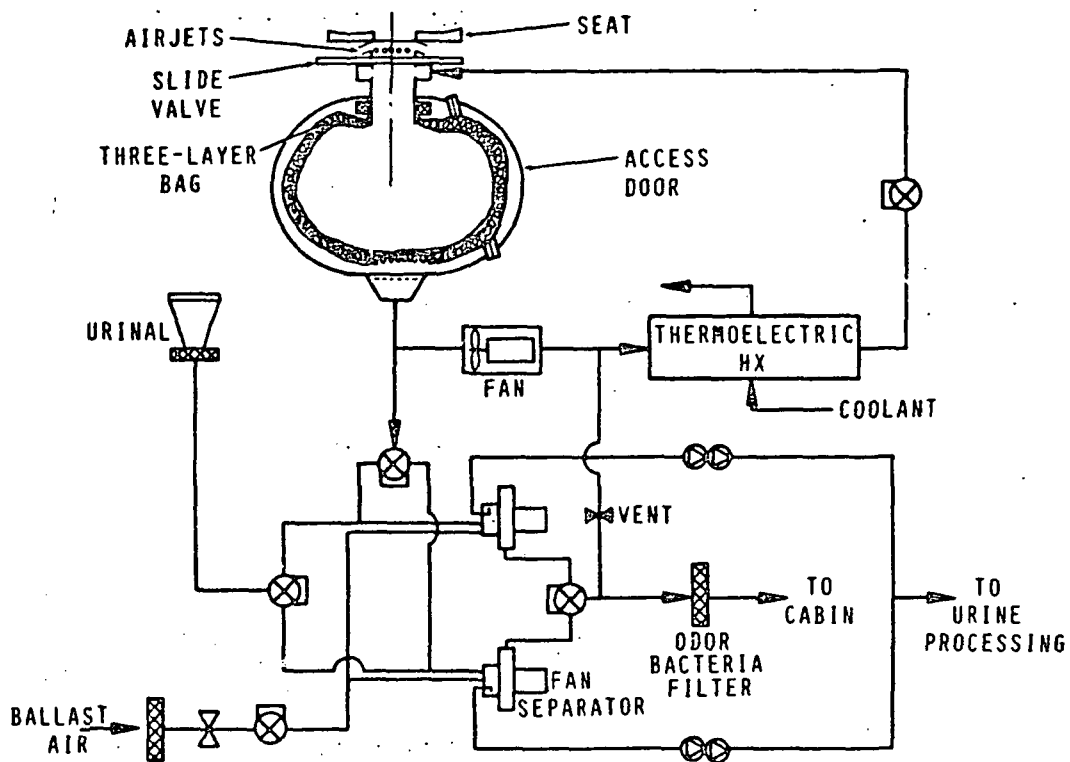 SEAT
AIRJETS
SLIDE
VALVE
THREE-LAYER
BAG
ACCESS
DOOR
URINAL
FAN
THERMOELECTRIC
HX
COOLANT
VENT
TO
CABIN
TO
URINE
PROCESSING
ODOR
BACTERIA
FILTER
FAN
SEPARATOR
BALLAST
AIR